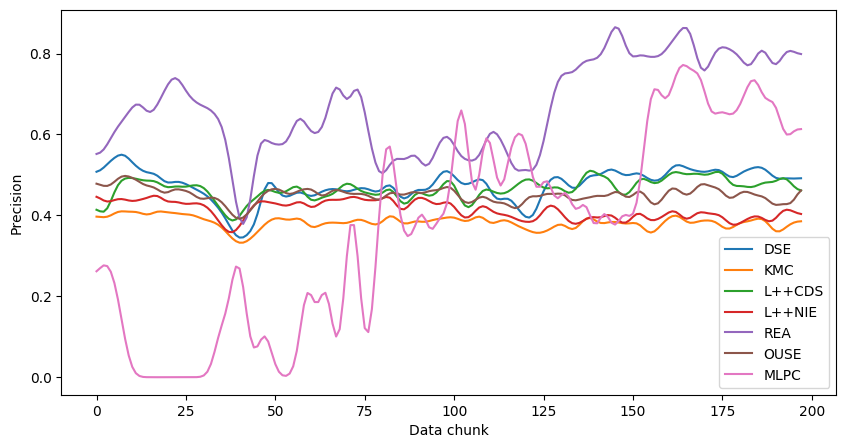 Precision
0.8
0.6
0.4
0.2
0.0
0 25 50 75 100 125 150 175 200
Data chunk
DSE
KMC
L++CDS
L++NIE
REA
OUSE
MLPC